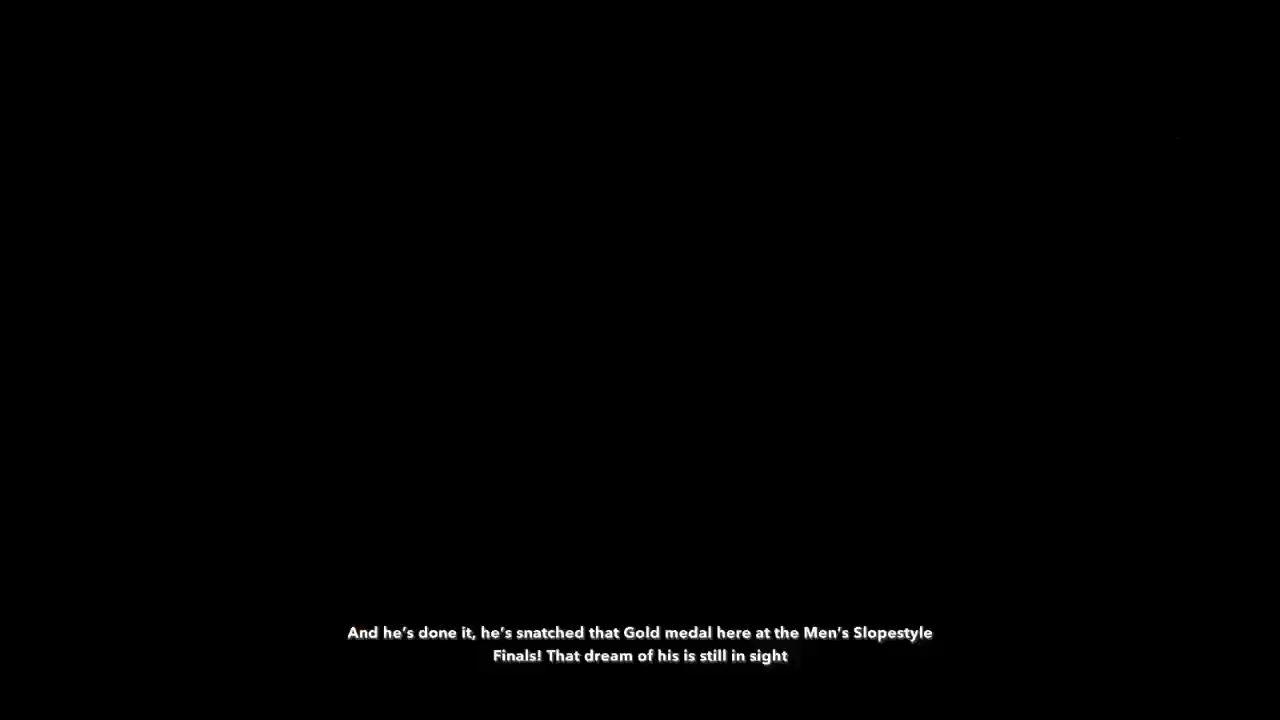 And he's done it, he's snatched that Gold medal here at the Men's Slopestyle
Finals! That dream of his is still in sight